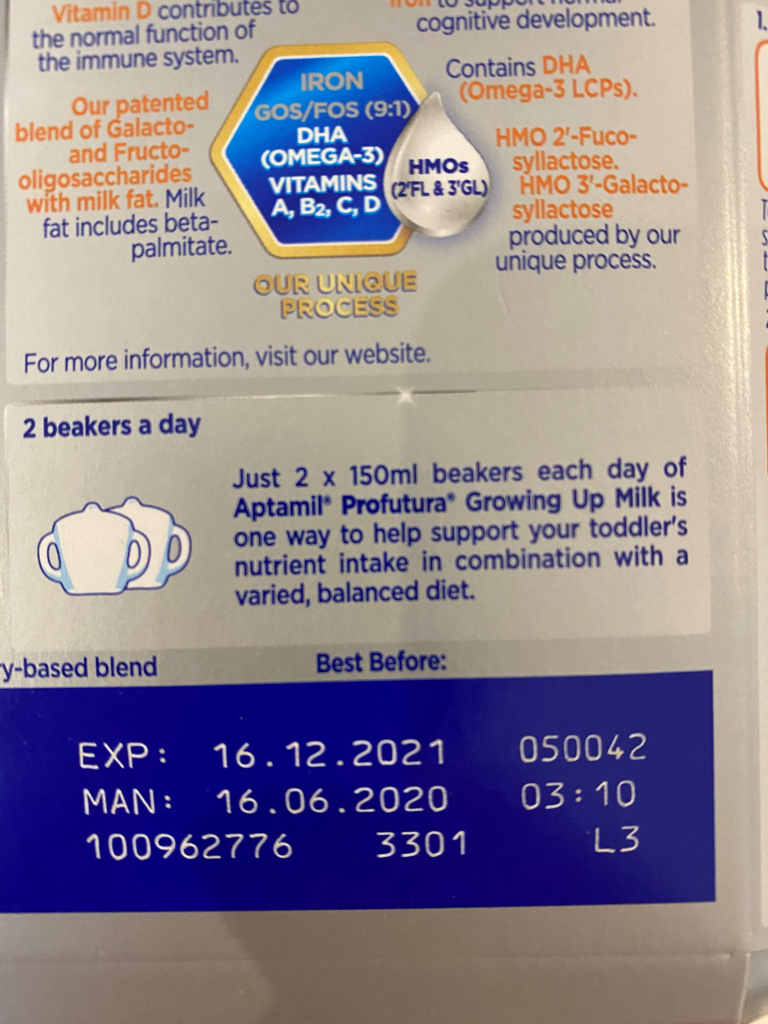 Vitamin D contributes to
the normal function of
the immune system.
Iron to support normal
cognitive development.
Our patented
blend of Galacto-
and Fructo-
oligosaccharides
with milk fat. Milk
fat includes beta-
palmitate.
IRON
GOS/FOS (9:1)
DHA
(OMEGA-3)
VITAMINS
A, B2, C, D
HMOs
(2'FL & 3'GL)
Contains DHA
(Omega-3 LCPs).
HMO 2'-Fuco-
syllactose.
HMO 3'-Galacto-
syllactose
produced by our
unique process.
OUR UNIQUE
PROCESS
For more information, visit our website.
2 beakers a day
Just 2 x 150ml beakers each day of
Aptamil® Profutura® Growing Up Milk is
one way to help support your toddler's
nutrient intake in combination with a
varied, balanced diet.
y-based blend
Best Before:
EXP: 16.12.2021 050042
MAN: 16.06.2020 03:10
100962776 3301 L3
1.